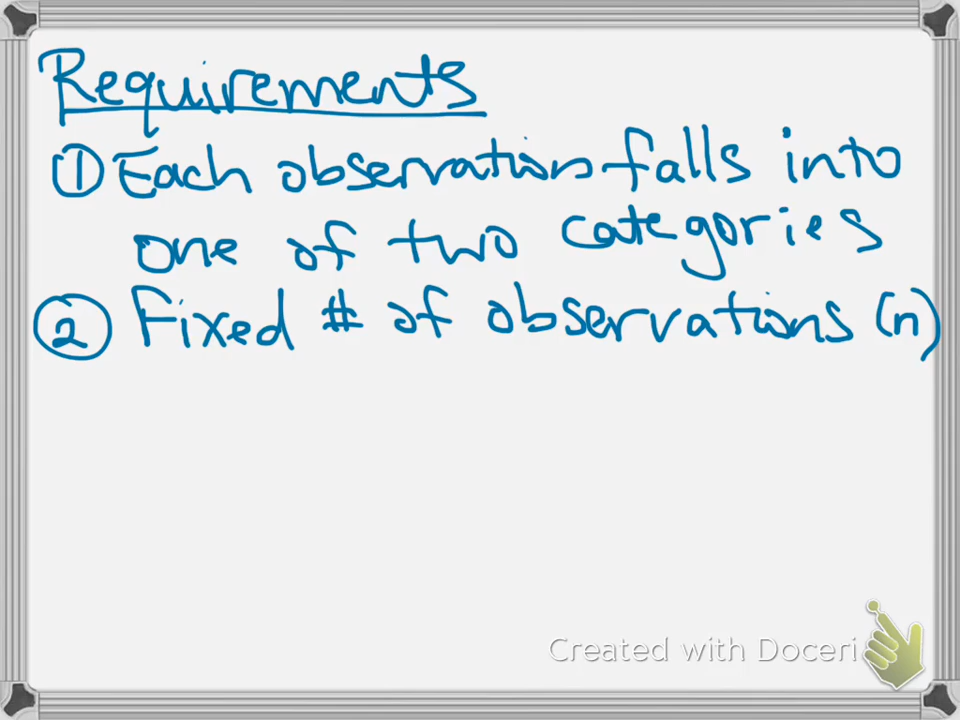 Requirements
① Each observation falls into
one of two categories
② Fixed # of observations (n)
Created with Doceri